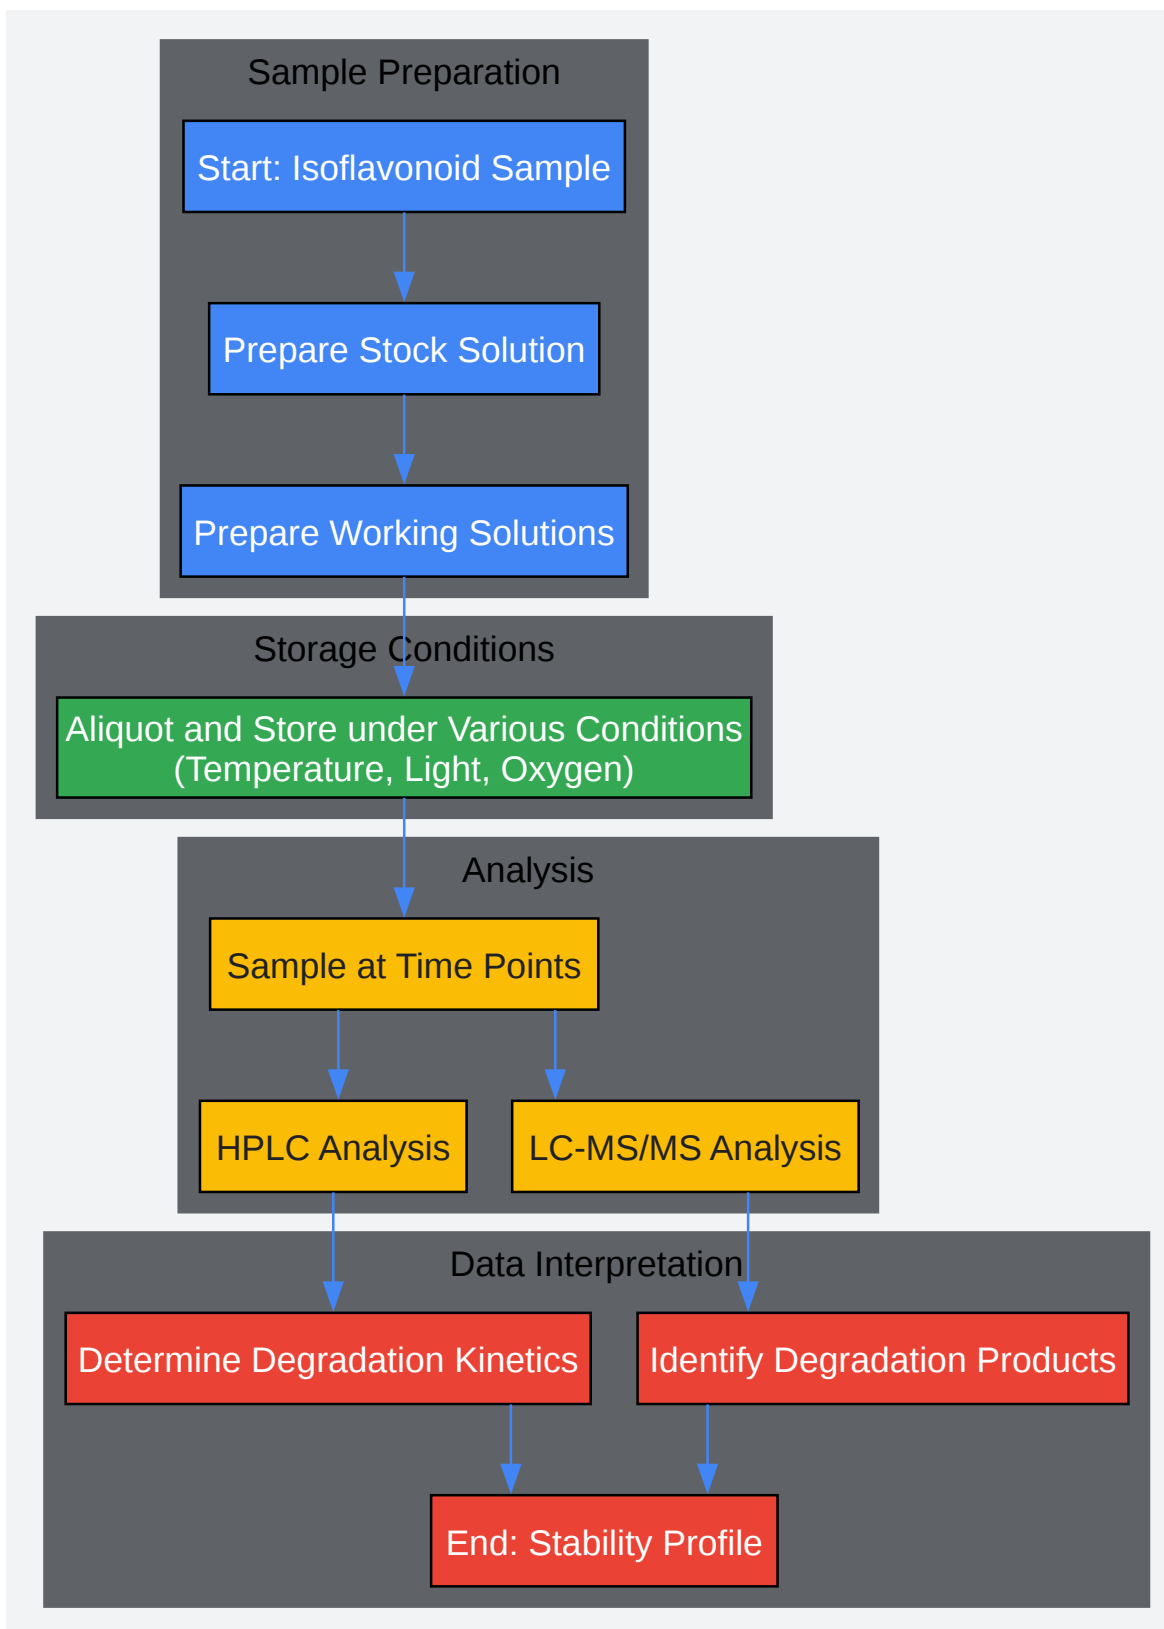 Sample Preparation
Start: Isoflavonoid Sample
Prepare Stock Solution
Prepare Working Solutions
Storage Conditions
Aliquot and Store under Various Conditions
(Temperature, Light, Oxygen)
Analysis
Sample at Time Points
HPLC Analysis
LC-MS/MS Analysis
Data Interpretation
Determine Degradation Kinetics
Identify Degradation Products
End: Stability Profile